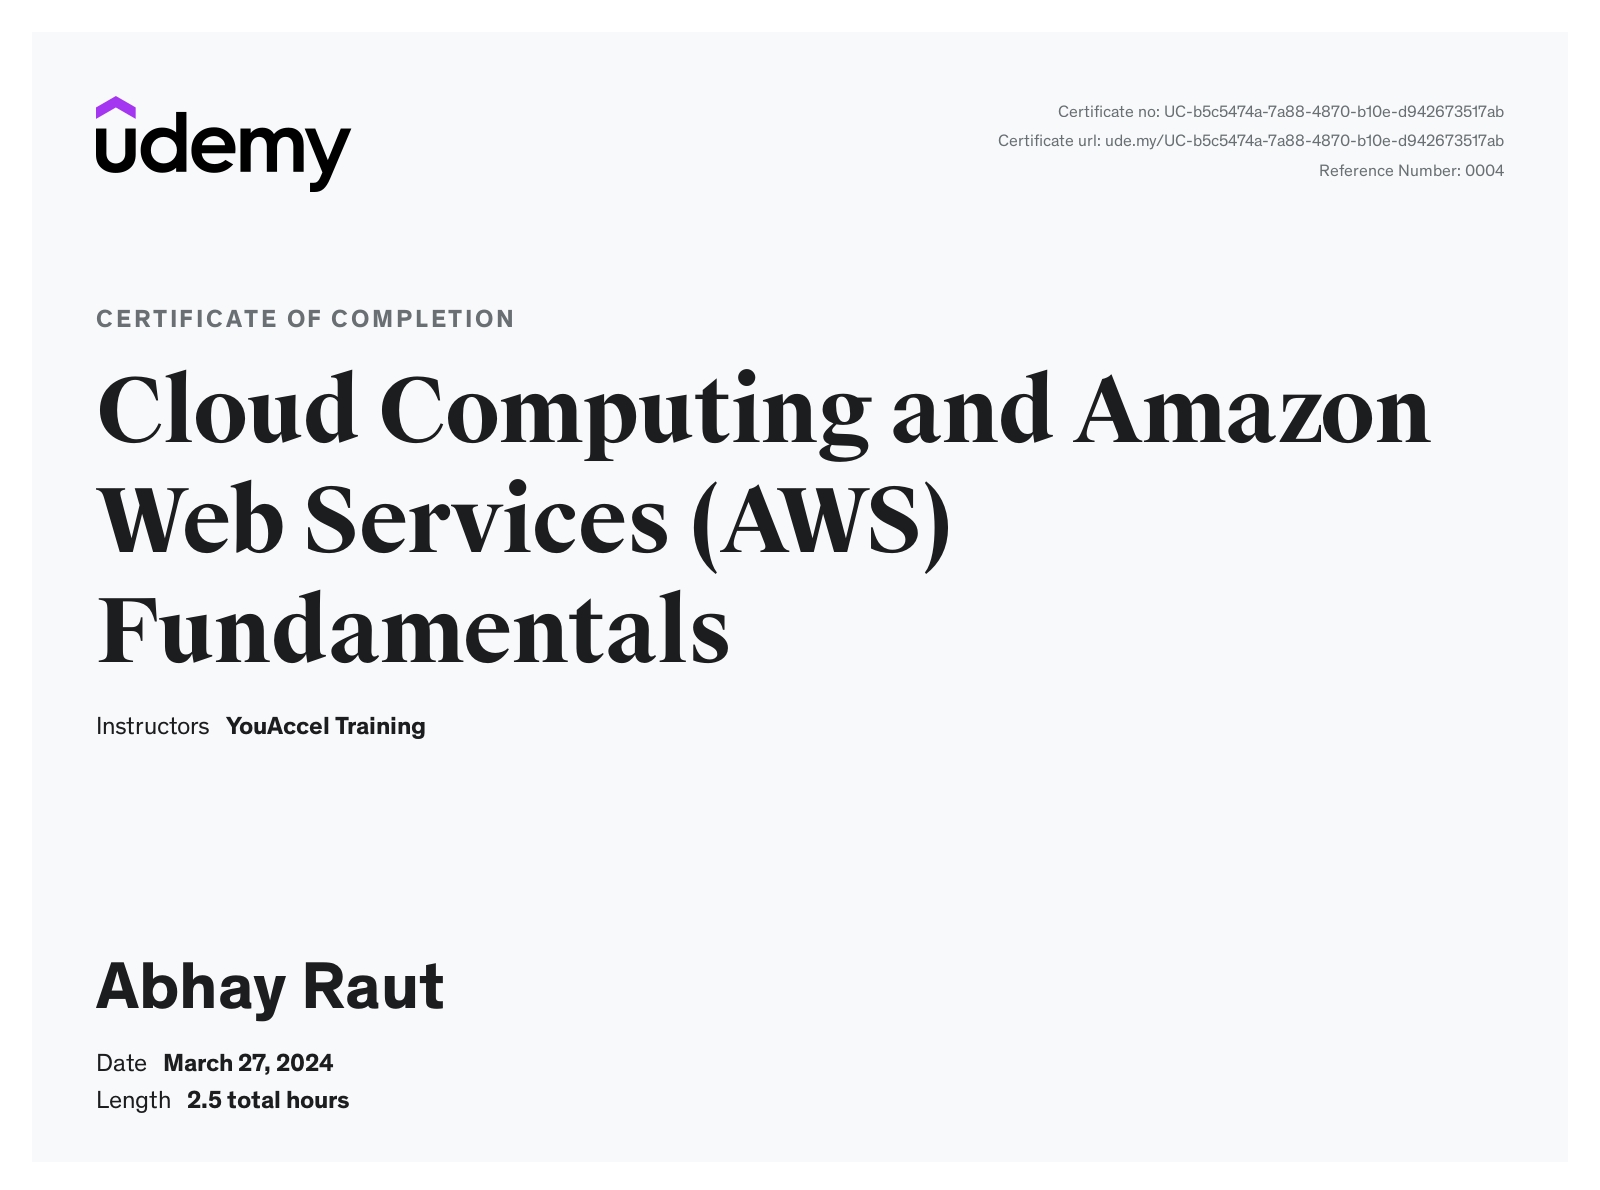 udemy
Certificate no: UC-b5c5474a-7a88-4870-b10e-d942673517ab
Certificate url: ude.my/UC-b5c5474a-7a88-4870-b10e-d942673517ab
Reference Number: 0004
CERTIFICATE OF COMPLETION
Cloud Computing and Amazon
Web Services (AWS)
Fundamentals
Instructors YouAccel Training
Abhay Raut
Date March 27, 2024
Length 2.5 total hours